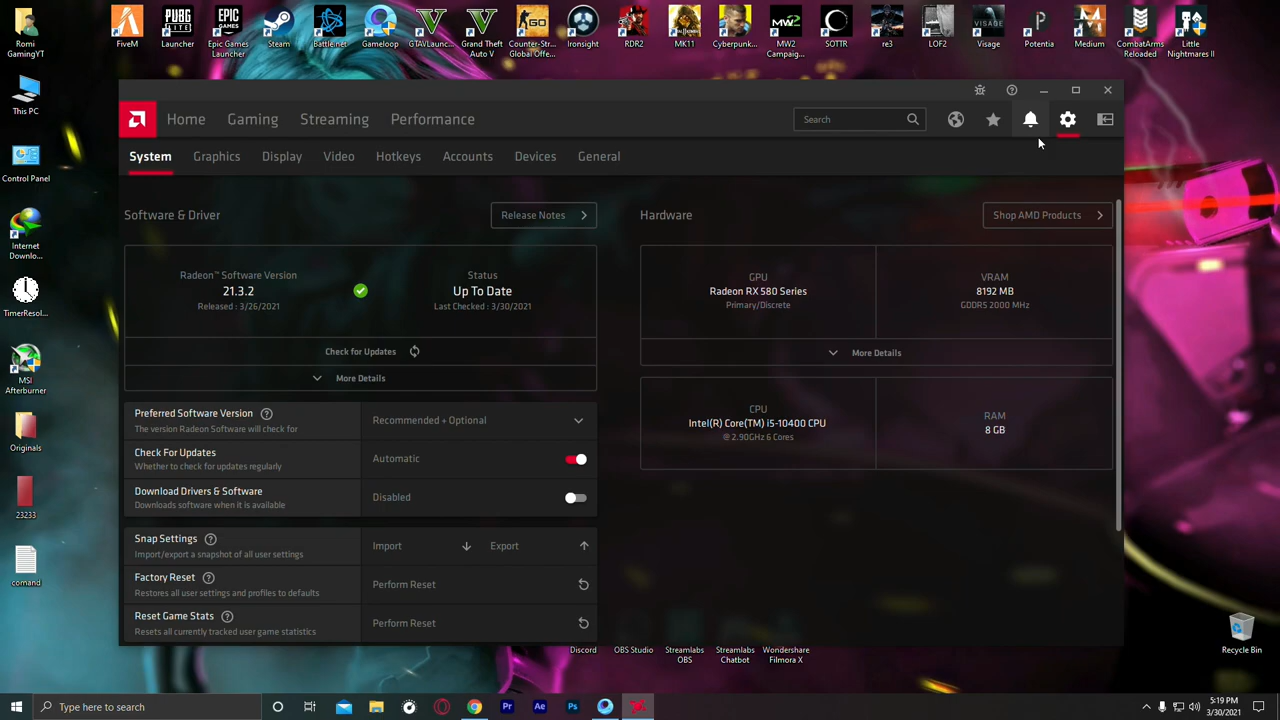 Romi
GamingYT
FiveM
PUBG
LEGENDS
Launcher
EPIC
GAMES
Epic Games
Launcher
Steam
Battle.net
Gameloop
GTAVLaunc...
Grand Theft
Auto V
GO
Counter-Str...
Global Offe...
Ironsight
RDR2
MK11
Cyberpunk...
MW2
MW2
Campaig...
SOTTR
re3
LOF2
Visage
Potentia
Medium
CombatArms
Reloaded
Little
Nightmares II
This PC
Control Panel
Internet
Downlo...
TimerResol...
MSI
Afterburner
Originals
23233
comand
Home
Gaming
Streaming
Performance
Search
System
Graphics
Display
Video
Hotkeys
Accounts
Devices
General
Software & Driver
Release Notes
Radeon™ Software Version
21.3.2
Released : 3/26/2021
Status
Up To Date
Last Checked : 3/30/2021
Check for Updates
More Details
Preferred Software Version
The version Radeon Software will check for
Recommended + Optional
Check For Updates
Whether to check for updates regularly
Automatic
Download Drivers & Software
Downloads software when it is available
Disabled
Snap Settings
Import/export a snapshot of all user settings
Import
Export
Factory Reset
Restores all user settings and profiles to defaults
Perform Reset
Reset Game Stats
Resets all currently tracked user game statistics
Perform Reset
Hardware
Shop AMD Products
GPU
Radeon RX 580 Series
Primary/Discrete
VRAM
8192 MB
GDDR5 2000 MHz
More Details
CPU
Intel(R) Core(TM) i5-10400 CPU
@ 2.90GHz 6 Cores
RAM
8 GB
Discord
OBS Studio
Streamlabs
OBS
Streamlabs
Chatbot
Wondershare
Filmora X
Recycle Bin
Type here to search
Pr
Ae
Ps
5:19 PM
3/30/2021